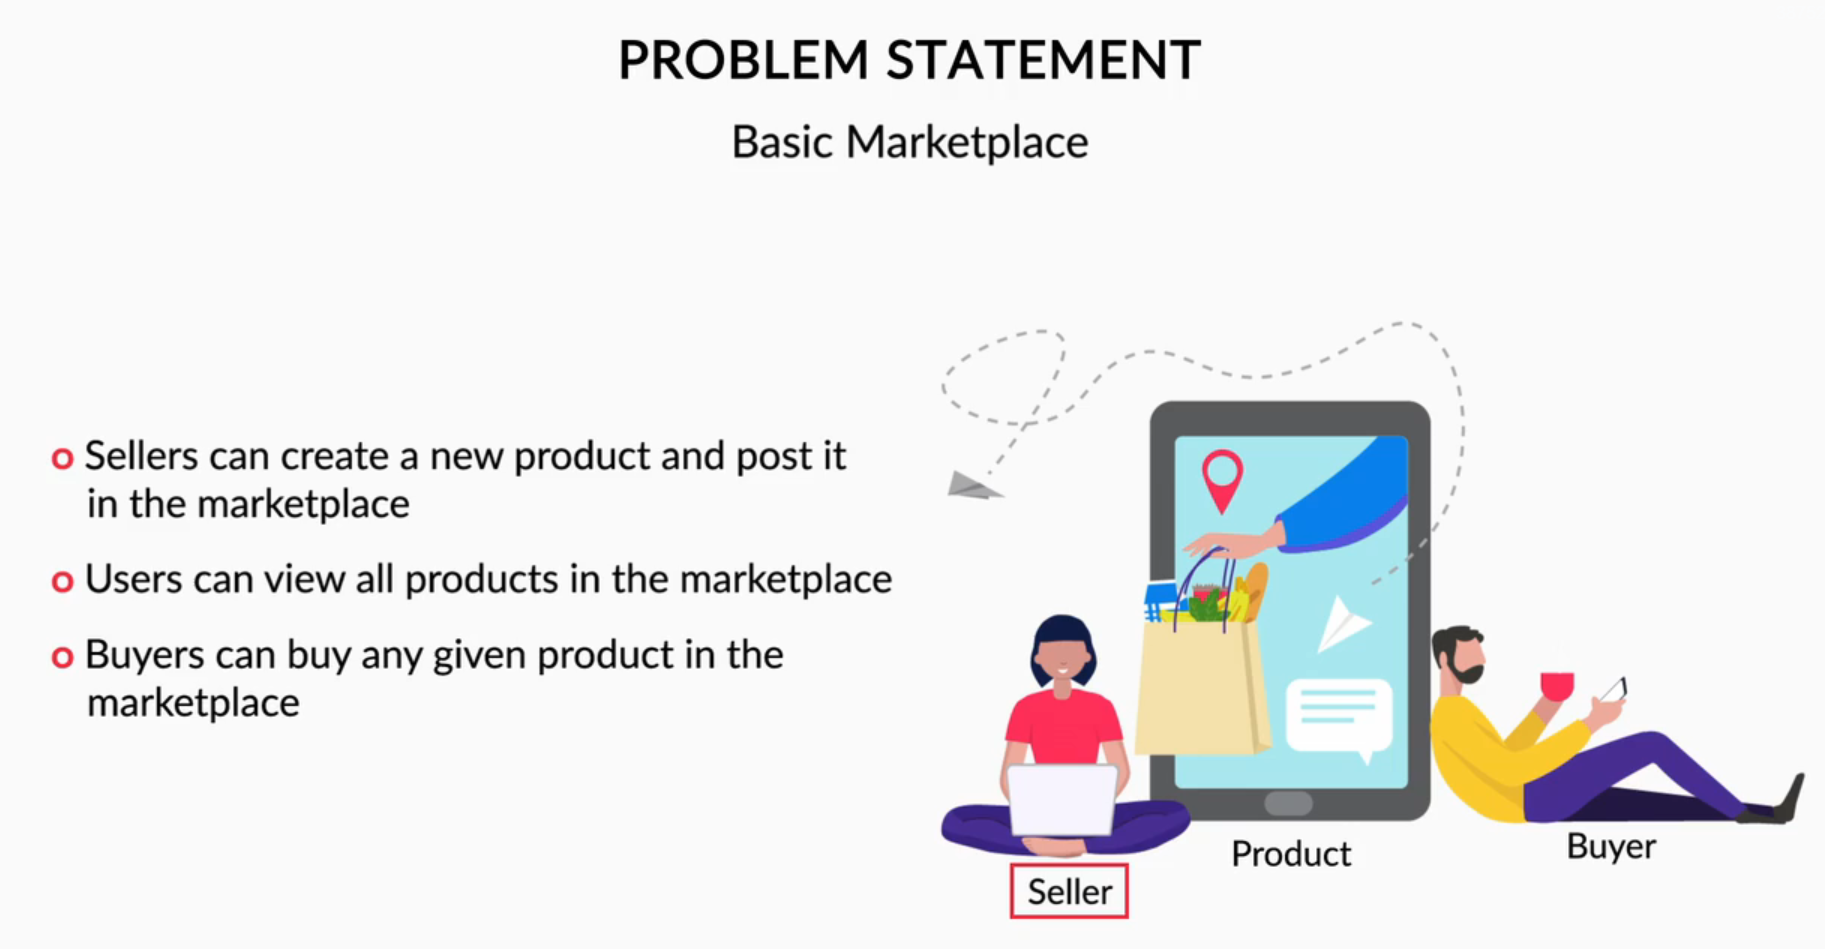 PROBLEM STATEMENT
Basic Marketplace
Sellers can create a new product and post it
in the marketplace
Users can view all products in the marketplace
Buyers can buy any given product in the
marketplace
Product
Buyer
Seller